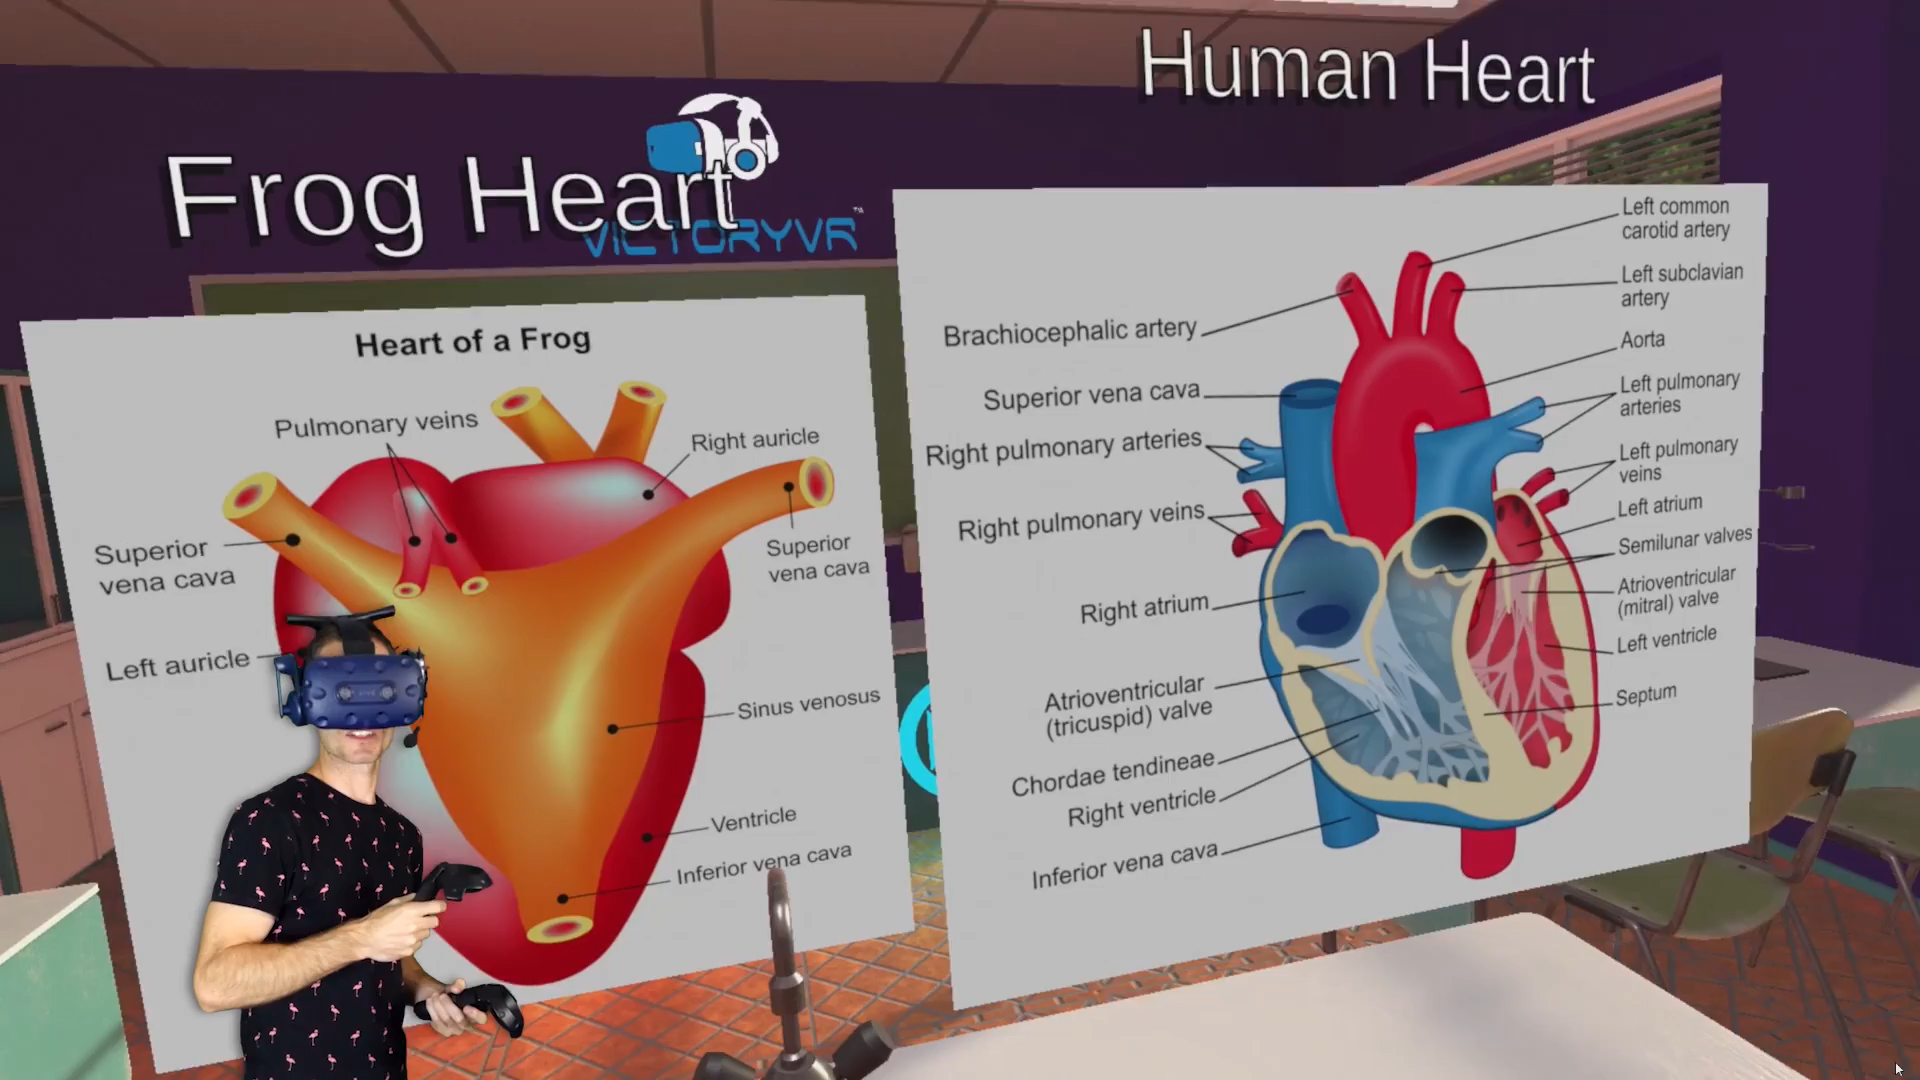 Human Heart
Frog Heart
VICTORYVR
TM
Heart of a Frog
Pulmonary veins
Right auricle
Superior
vena cava
Superior
vena cava
Left auricle
Sinus venosus
Ventricle
Inferior vena cava
Left common
carotid artery
Left subclavian
artery
Brachiocephalic artery
Aorta
Superior vena cava
Left pulmonary
arteries
Right pulmonary arteries
Left pulmonary
veins
Right pulmonary veins
Left atrium
Semilunar valves
Right atrium
Atrioventricular
(mitral) valve
Left ventricle
Atrioventricular
(tricuspid) valve
Septum
Chordae tendineae
Right ventricle
Inferior vena cava